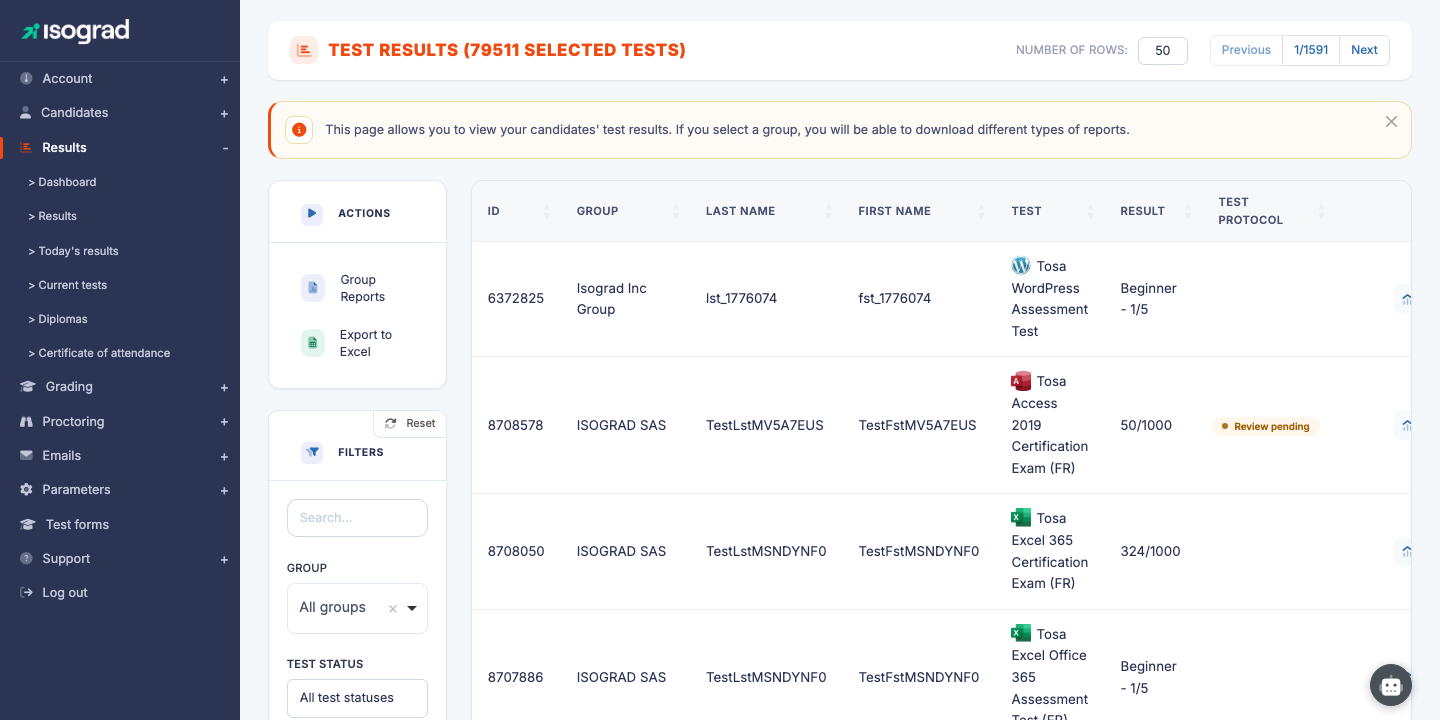 isograd
Account +
Candidates +
Results -
> Dashboard
> Results
> Today's results
> Current tests
> Diplomas
> Certificate of attendance
Grading +
Proctoring +
Emails +
Parameters +
Test forms
Support +
Log out
TEST RESULTS (79511 SELECTED TESTS)
NUMBER OF ROWS: 50 Previous 1/1591 Next
This page allows you to view your candidates' test results. If you select a group, you will be able to download different types of reports.
ACTIONS
Group
Reports
Export to
Excel
Reset
FILTERS
Search...
GROUP
All groups
TEST STATUS
All test statuses
ID GROUP LAST NAME FIRST NAME TEST RESULT TEST
PROTOCOL
6372825 Isograd Inc
Group
lst_1776074 fst_1776074 Tosa
WordPress
Assessment
Test
Beginner
- 1/5
8708578 ISOGRAD SAS TestLstMV5A7EUS TestFstMV5A7EUS Tosa
Access
2019
Certification
Exam (FR)
50/1000 Review pending
8708050 ISOGRAD SAS TestLstMSNDYNF0 TestFstMSNDYNF0 Tosa
Excel 365
Certification
Exam (FR)
324/1000
8707886 ISOGRAD SAS TestLstMSNDYNF0 TestFstMSNDYNF0 Tosa
Excel Office
365
Assessment
Test (FR)
Beginner
- 1/5